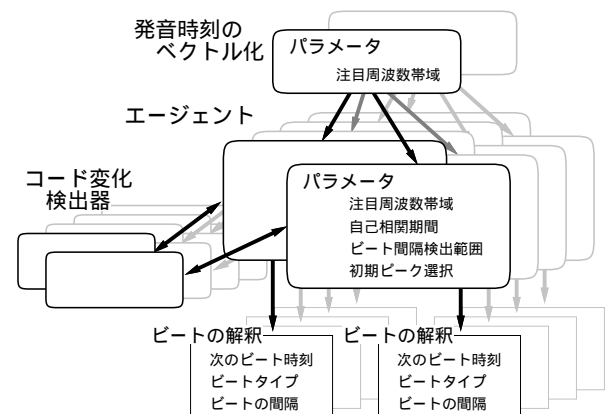 発音時刻の
ベクトル化
パラメータ
注目周波数帯域
エージェント
コード変化
検出器
パラメータ
注目周波数帯域
自己相関期間
ビート間隔検出範囲
初期ピーク選択
ビートの解釈
次のビート時刻
ビートタイプ
ビートの間隔
ビートの解釈
次のビート時刻
ビートタイプ
ビートの間隔